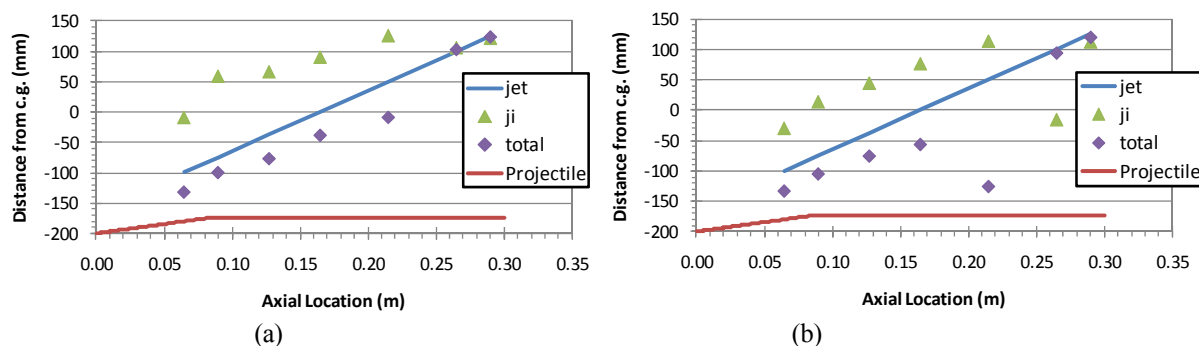 150
100
50
0
-50
-100
-150
-200
Distance from c.g. (mm)
0.00 0.05 0.10 0.15 0.20 0.25 0.30 0.35
Axial Location (m)
jet
ji
total
Projectile
(a)
150
100
50
0
-50
-100
-150
-200
Distance from c.g. (mm)
0.00 0.05 0.10 0.15 0.20 0.25 0.30 0.35
Axial Location (m)
jet
ji
total
Projectile
(b)